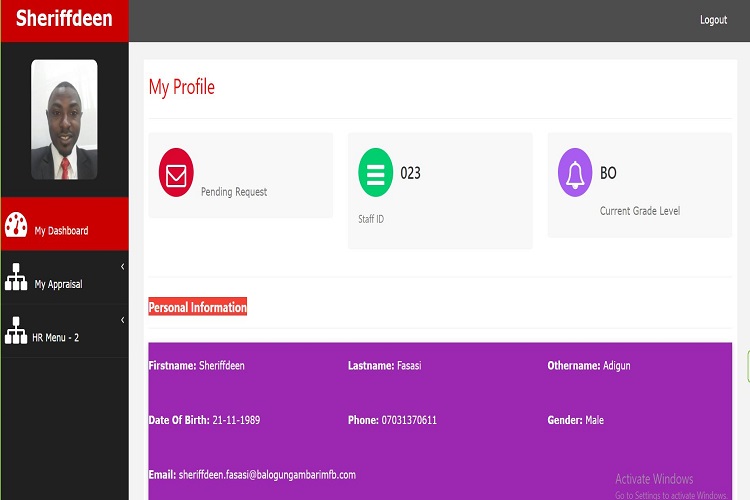 Sheriffdeen
Logout
My Profile
Pending Request
023
Staff ID
BO
Current Grade Level
My Dashboard
My Appraisal
HR Menu - 2
Personal Information
Firstname: Sheriffdeen
Lastname: Fasasi
Othername: Adigun
Date Of Birth: 21-11-1989
Phone: 07031370611
Gender: Male
Email: sheriffdeen.fasasi@balogungambarimfb.com
Activate Windows
Go to Settings to activate Windows.